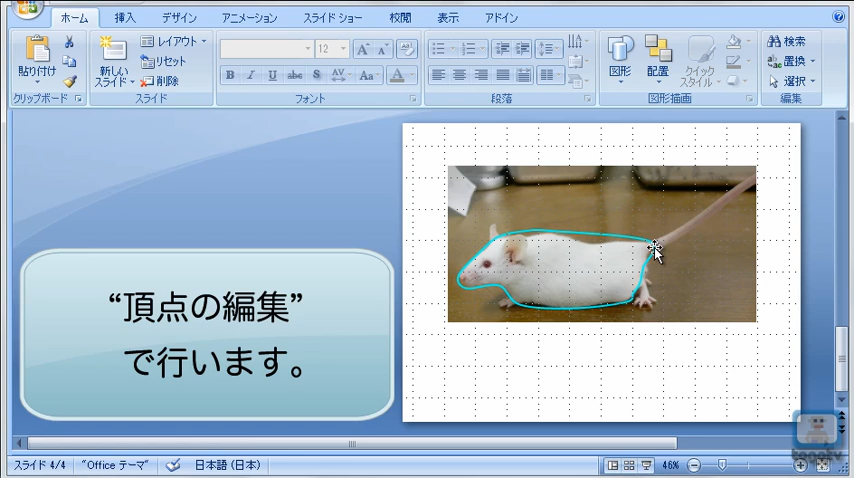 ホーム 挿入 デザイン アニメーション スライド ショー 校閲 表示 アドイン
貼り付け
新しい
スライド
レイアウト
リセット
削除
12
B I U abc S AV Aa A
図形
配置
クイック
スタイル
検索
置換
選択
クリップボード スライド フォント 段落 図形描画 編集
“頂点の編集”
で行います。
togotv
スライド 4/4 "Office テーマ" 日本語 (日本) 46%